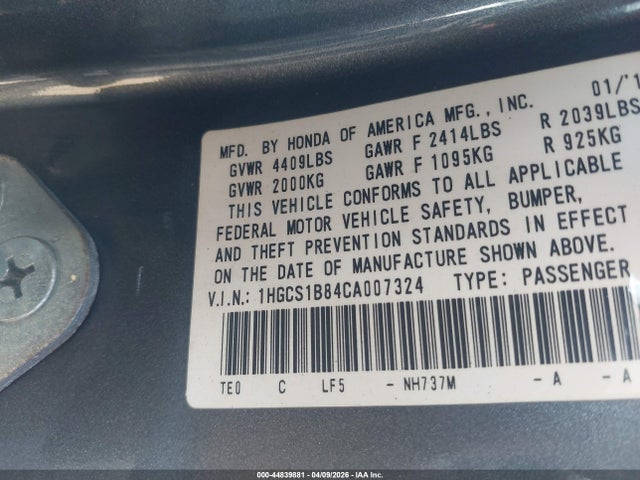 MFD. BY HONDA OF AMERICA MFG., INC. 01/'1
GVWR 4409LBS GAWR F 2414LBS R 2039LBS
GVWR 2000KG GAWR F 1095KG R 925KG
THIS VEHICLE CONFORMS TO ALL APPLICABLE
FEDERAL MOTOR VEHICLE SAFETY, BUMPER,
AND THEFT PREVENTION STANDARDS IN EFFECT
ON THE DATE OF MANUFACTURE SHOWN ABOVE.
V.I.N.: 1HGCS1B84CA007324 TYPE: PASSENGER
TE0 C LF5 - NH737M - A - A
000-44839881 - 04/09/2026 - IAA Inc.